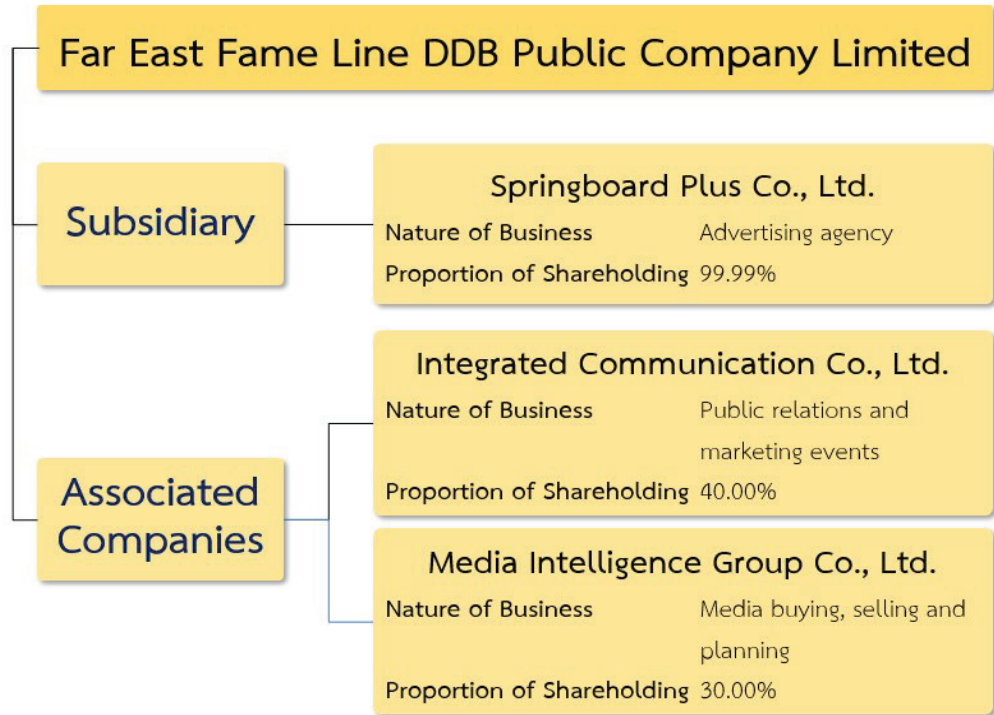 Far East Fame Line DDB Public Company Limited
Subsidiary
Springboard Plus Co., Ltd.
Nature of Business Advertising agency
Proportion of Shareholding 99.99%
Associated
Companies
Integrated Communication Co., Ltd.
Nature of Business Public relations and
marketing events
Proportion of Shareholding 40.00%
Media Intelligence Group Co., Ltd.
Nature of Business Media buying, selling and
planning
Proportion of Shareholding 30.00%